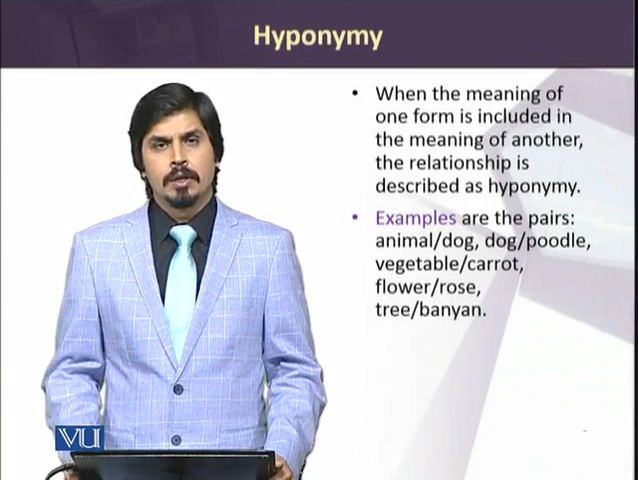 Hyponymy
• When the meaning of
one form is included in
the meaning of another,
the relationship is
described as hyponymy.
• Examples are the pairs:
animal/dog, dog/poodle,
vegetable/carrot,
flower/rose,
tree/banyan.
VU